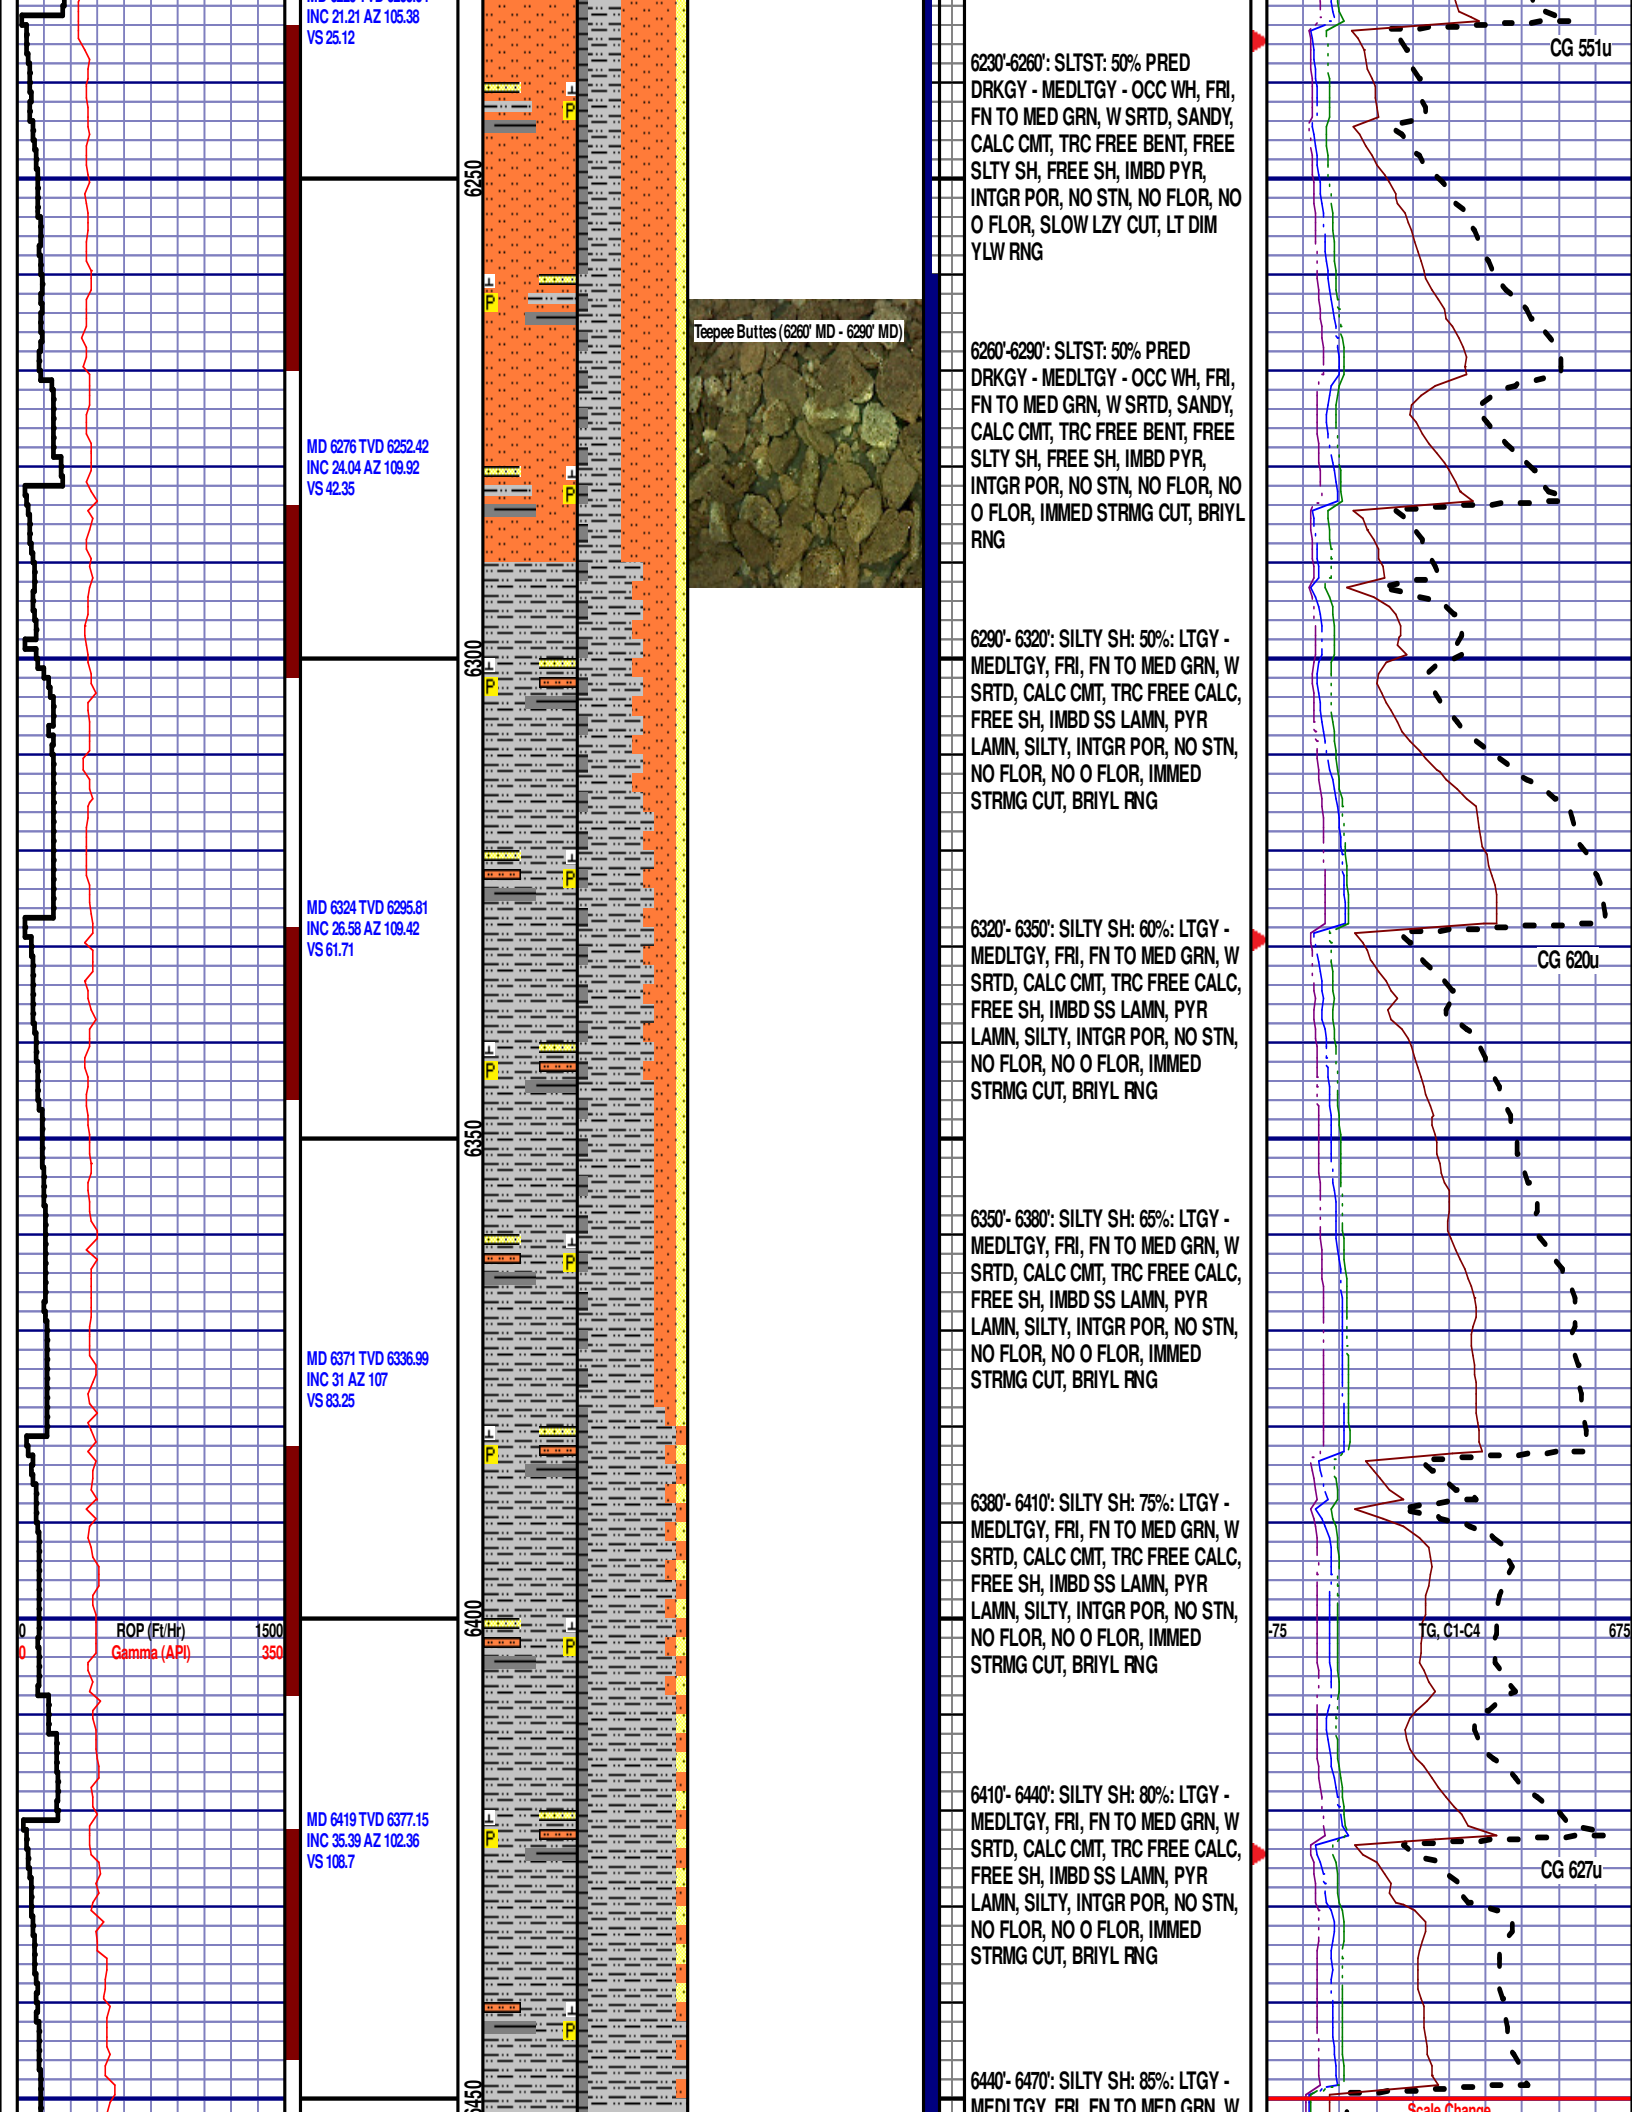 INC 21.21 AZ 105.38
VS 25.12
MD 6276 TVD 6252.42
INC 24.04 AZ 109.92
VS 42.35
MD 6324 TVD 6295.81
INC 26.58 AZ 109.42
VS 61.71
MD 6371 TVD 6336.99
INC 31 AZ 107
VS 83.25
0 ROP (Ft/Hr) 1500
0 Gamma (API) 350
MD 6419 TVD 6377.15
INC 35.39 AZ 102.36
VS 108.7
6250
6300
6350
6400
6450
P
P
P
P
P
P
P
P
P
P
P
Teepee Buttes (6260' MD - 6290' MD)
6230'-6260': SLTST: 50% PRED
DRKGY - MEDLTGY - OCC WH, FRI,
FN TO MED GRN, W SRTD, SANDY,
CALC CMT, TRC FREE BENT, FREE
SLTY SH, FREE SH, IMBD PYR,
INTGR POR, NO STN, NO FLOR, NO
O FLOR, SLOW LZY CUT, LT DIM
YLW RNG
6260'-6290': SLTST: 50% PRED
DRKGY - MEDLTGY - OCC WH, FRI,
FN TO MED GRN, W SRTD, SANDY,
CALC CMT, TRC FREE BENT, FREE
SLTY SH, FREE SH, IMBD PYR,
INTGR POR, NO STN, NO FLOR, NO
O FLOR, IMMED STRMG CUT, BRIYL
RNG
6290'- 6320': SILTY SH: 50%: LTGY -
MEDLTGY, FRI, FN TO MED GRN, W
SRTD, CALC CMT, TRC FREE CALC,
FREE SH, IMBD SS LAMN, PYR
LAMN, SILTY, INTGR POR, NO STN,
NO FLOR, NO O FLOR, IMMED
STRMG CUT, BRIYL RNG
6320'- 6350': SILTY SH: 60%: LTGY -
MEDLTGY, FRI, FN TO MED GRN, W
SRTD, CALC CMT, TRC FREE CALC,
FREE SH, IMBD SS LAMN, PYR
LAMN, SILTY, INTGR POR, NO STN,
NO FLOR, NO O FLOR, IMMED
STRMG CUT, BRIYL RNG
6350'- 6380': SILTY SH: 65%: LTGY -
MEDLTGY, FRI, FN TO MED GRN, W
SRTD, CALC CMT, TRC FREE CALC,
FREE SH, IMBD SS LAMN, PYR
LAMN, SILTY, INTGR POR, NO STN,
NO FLOR, NO O FLOR, IMMED
STRMG CUT, BRIYL RNG
6380'- 6410': SILTY SH: 75%: LTGY -
MEDLTGY, FRI, FN TO MED GRN, W
SRTD, CALC CMT, TRC FREE CALC,
FREE SH, IMBD SS LAMN, PYR
LAMN, SILTY, INTGR POR, NO STN,
NO FLOR, NO O FLOR, IMMED
STRMG CUT, BRIYL RNG
6410'- 6440': SILTY SH: 80%: LTGY -
MEDLTGY, FRI, FN TO MED GRN, W
SRTD, CALC CMT, TRC FREE CALC,
FREE SH, IMBD SS LAMN, PYR
LAMN, SILTY, INTGR POR, NO STN,
NO FLOR, NO O FLOR, IMMED
STRMG CUT, BRIYL RNG
6440'- 6470': SILTY SH: 85%: LTGY -
MEDLTGY, FRI, FN TO MED GRN, W
CG 551u
CG 620u
-75 TG, C1-C4 675
CG 627u
Scale Change